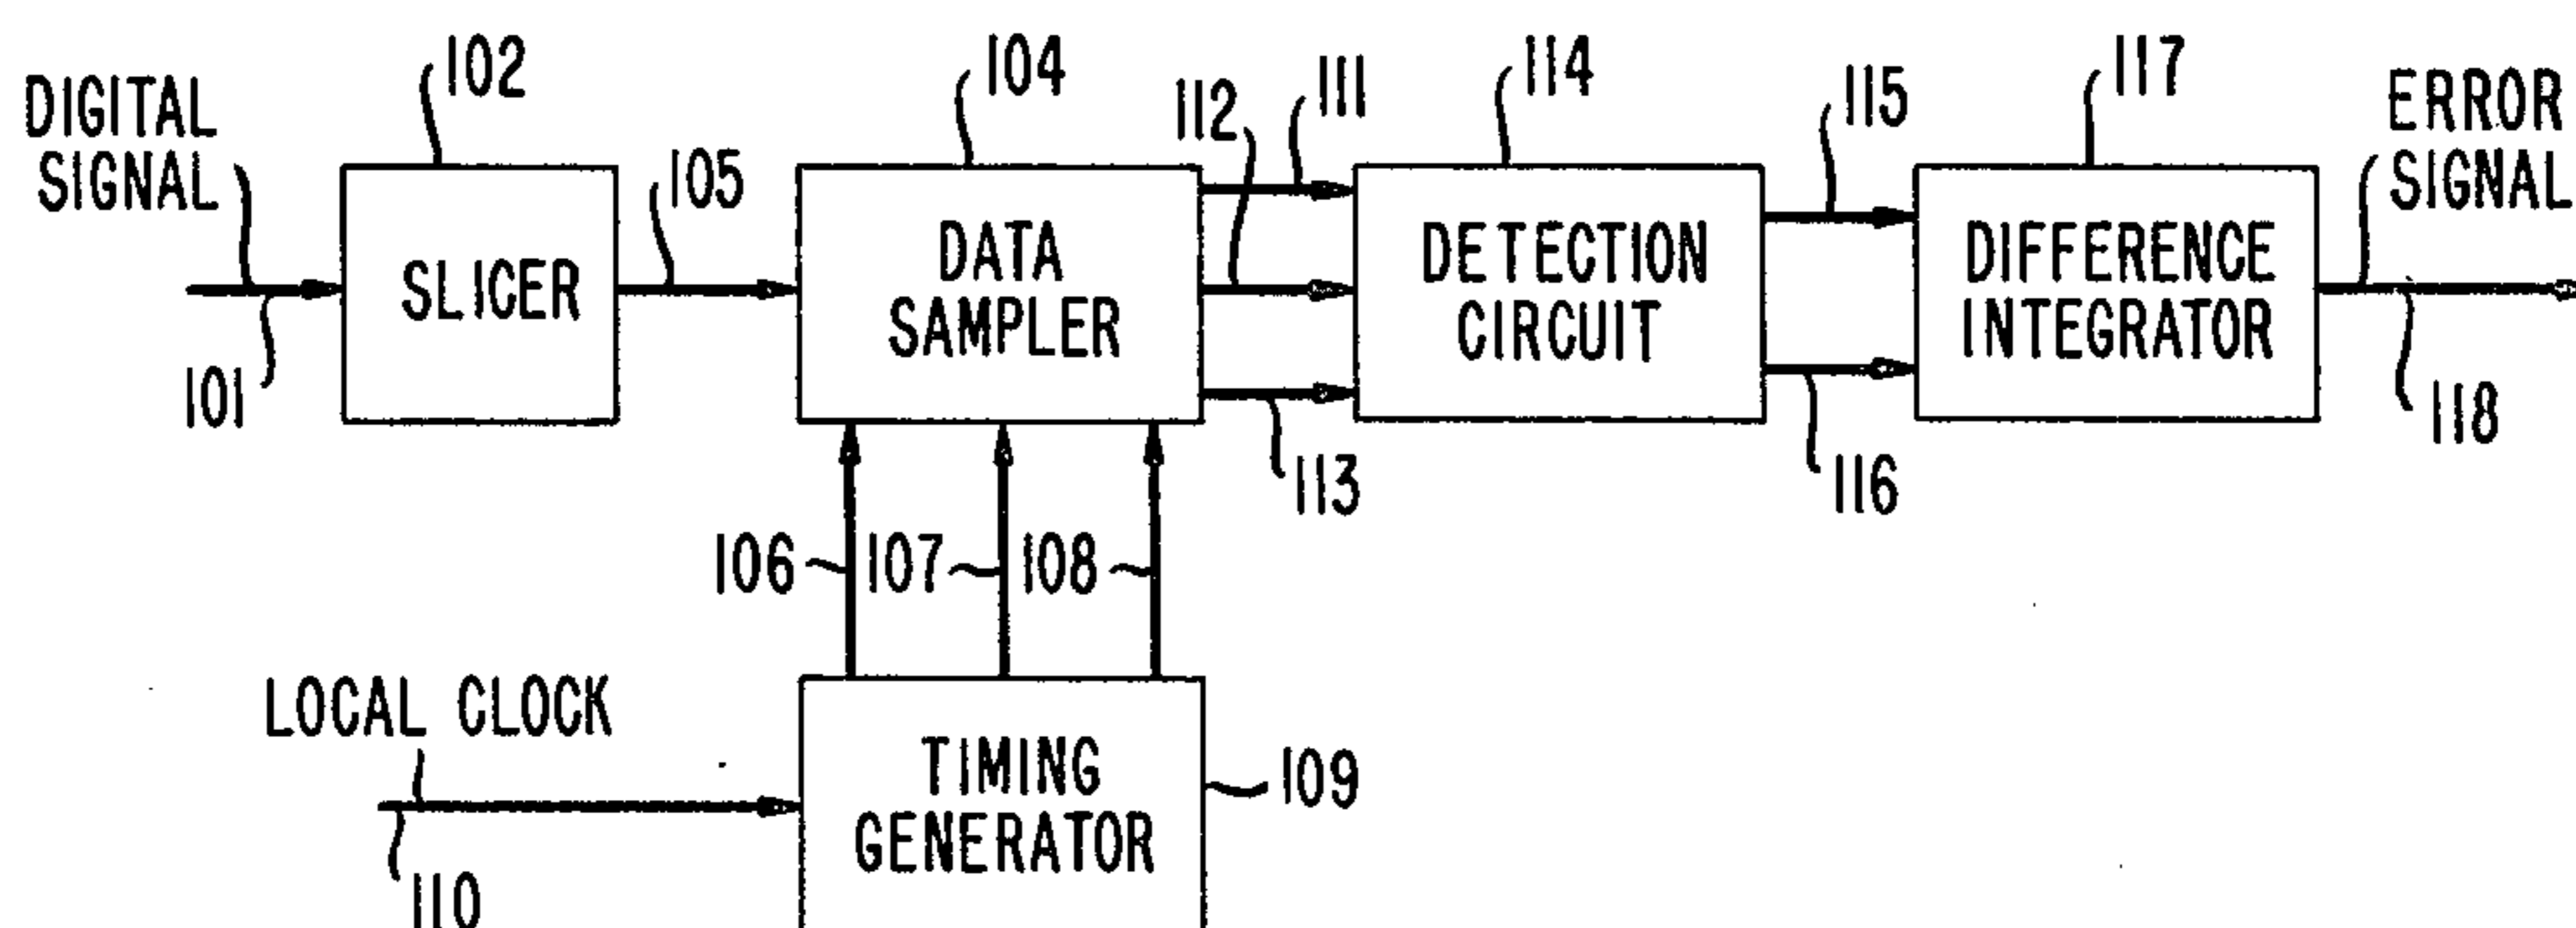 102
104
114
117
DIGITAL
SIGNAL
112
111
115
ERROR
SIGNAL
105
SLICER
DATA
SAMPLER
DETECTION
CIRCUIT
DIFFERENCE
INTEGRATOR
101
113
116
118
106
107
108
LOCAL CLOCK
TIMING
GENERATOR
109
110